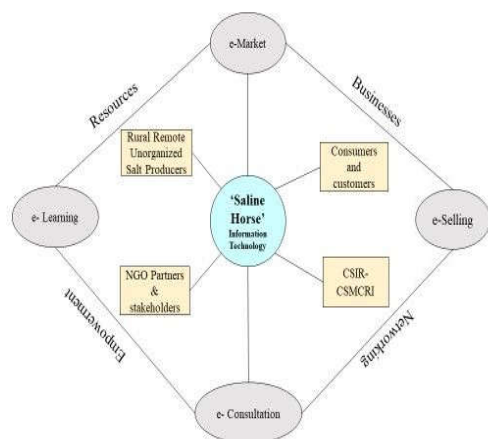 e-Market
Resources
Businesses
Rural Remote
Unorganized
Salt Producers
Consumers
and
customers
'Saline
Horse'
Information
Technology
e- Learning
e-Selling
NGO Partners
&
stakeholders
CSIR-
CSMCRI
Empowerment
Networking
e- Consultation